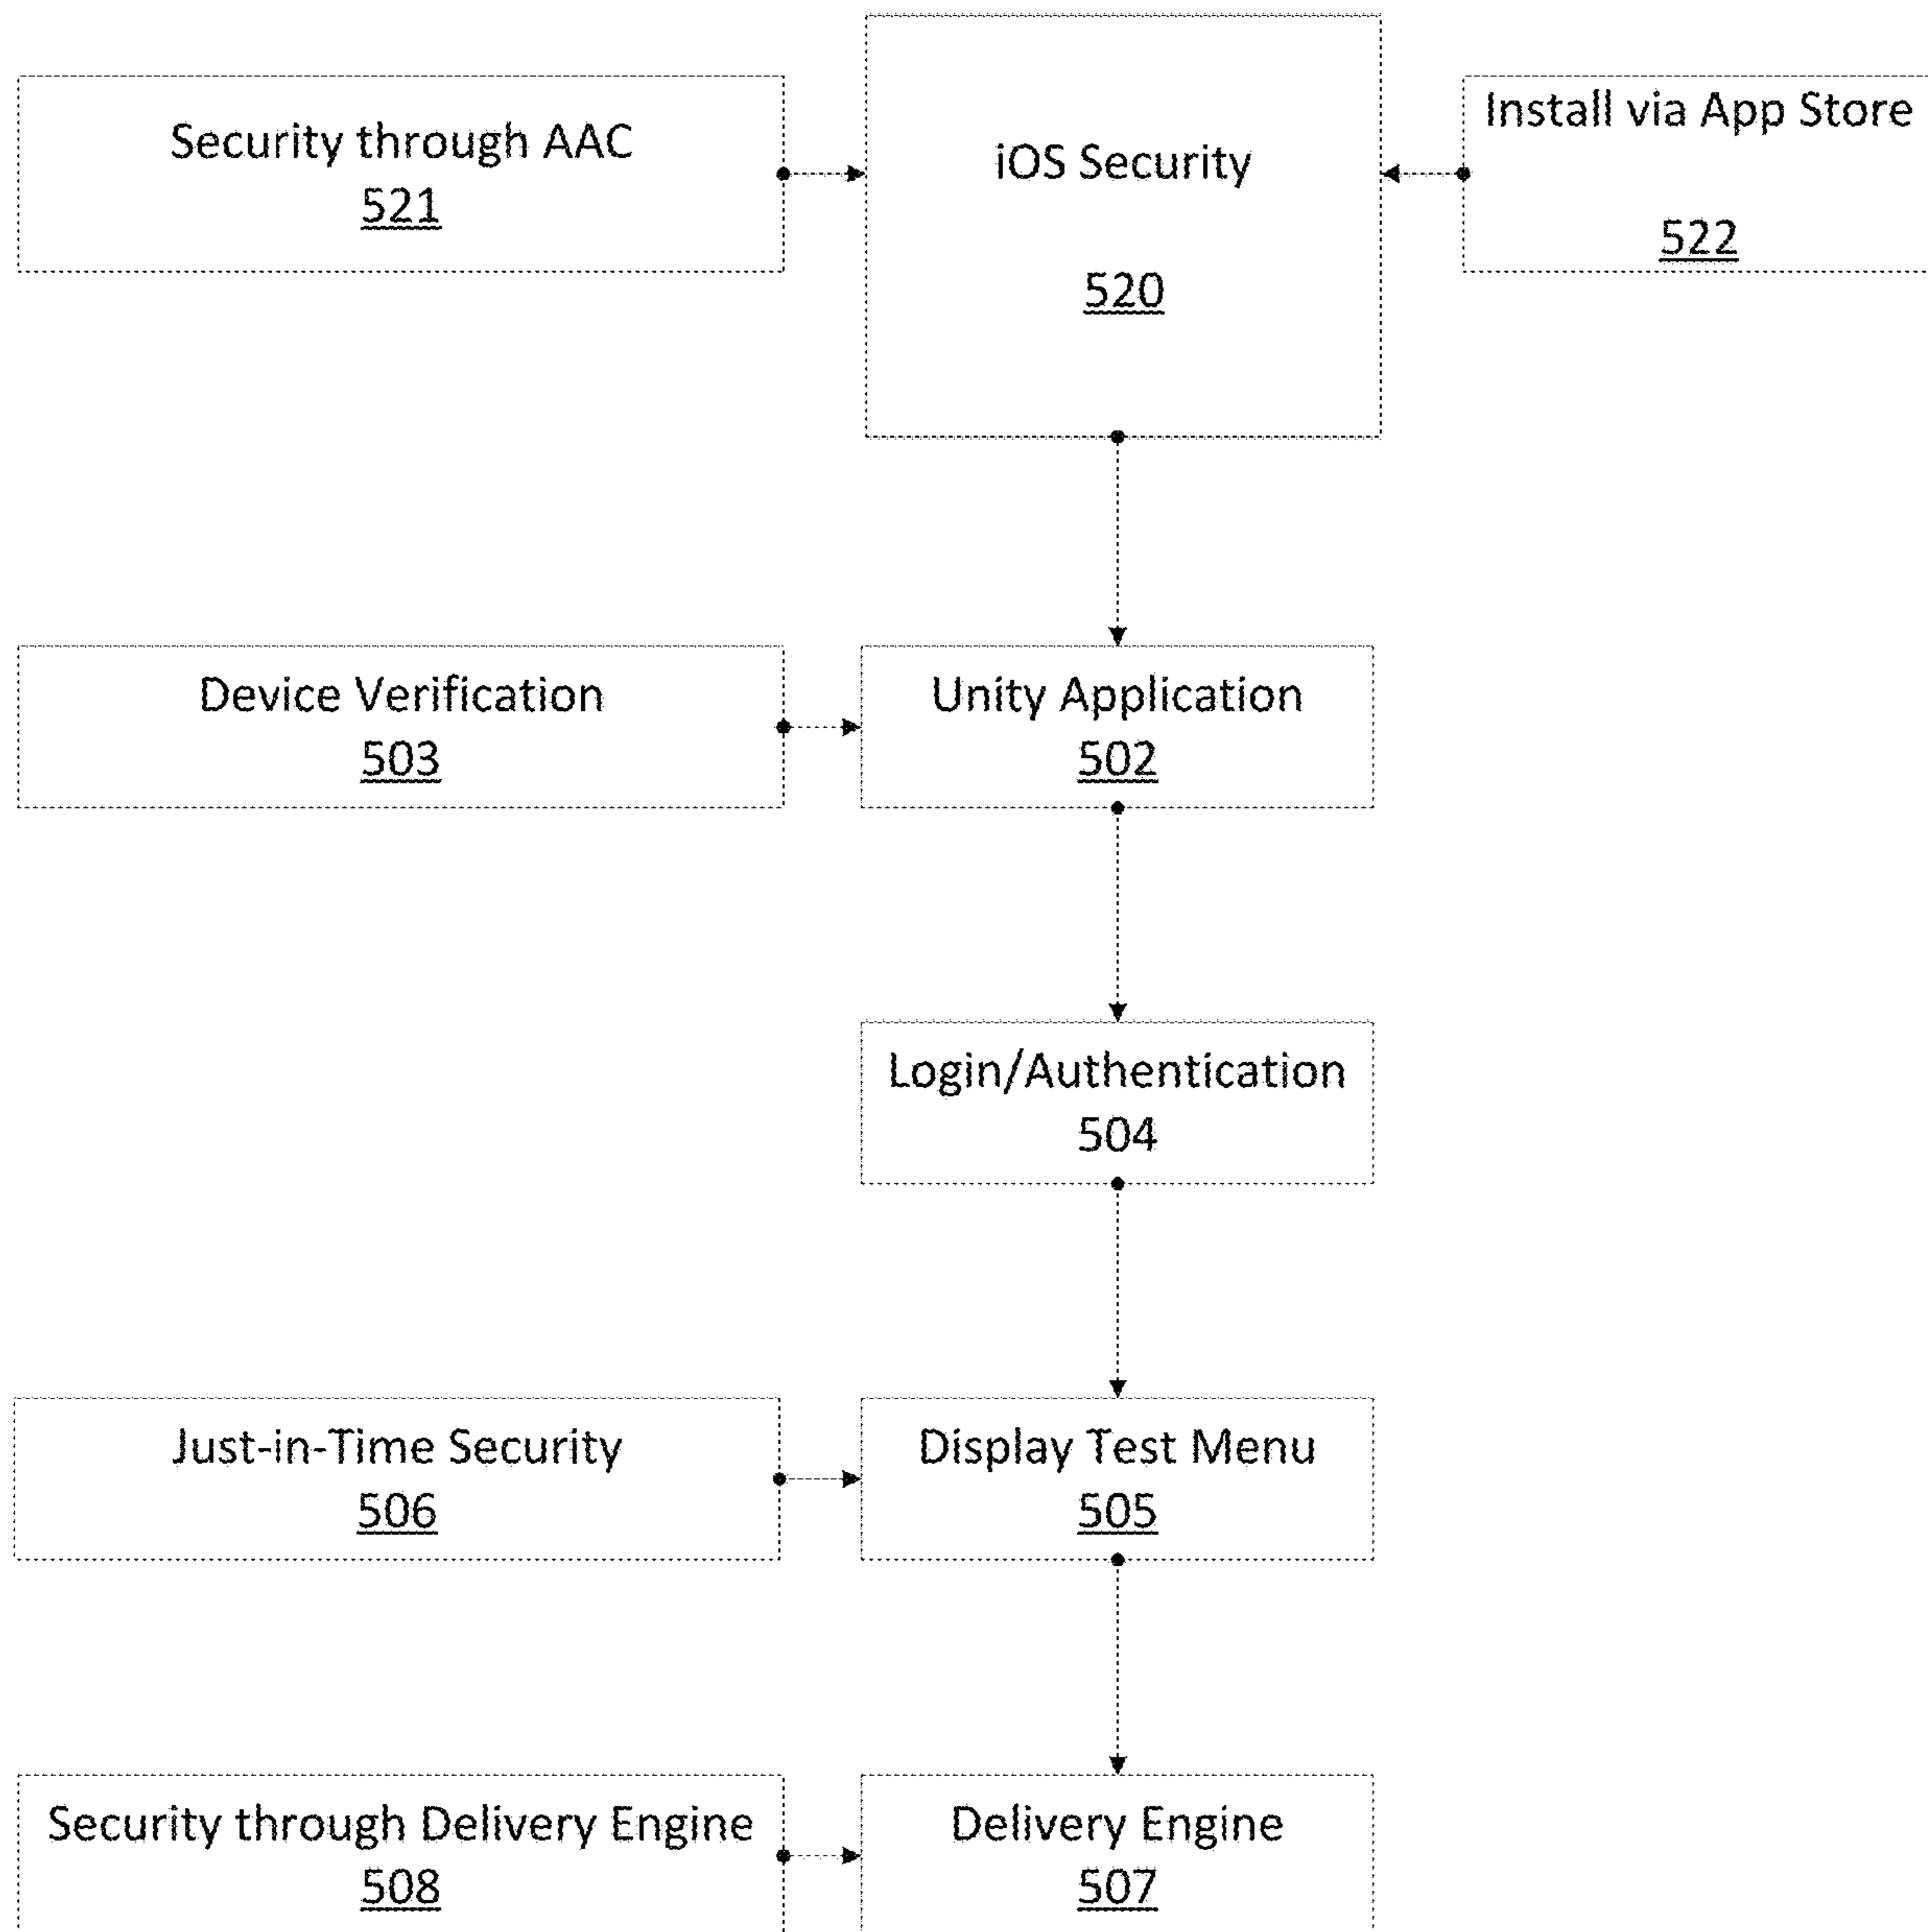 Security through AAC
521
iOS Security
520
Install via App Store
522
Device Verification
503
Unity Application
502
Login/Authentication
504
Just-in-Time Security
506
Display Test Menu
505
Security through Delivery Engine
508
Delivery Engine
507